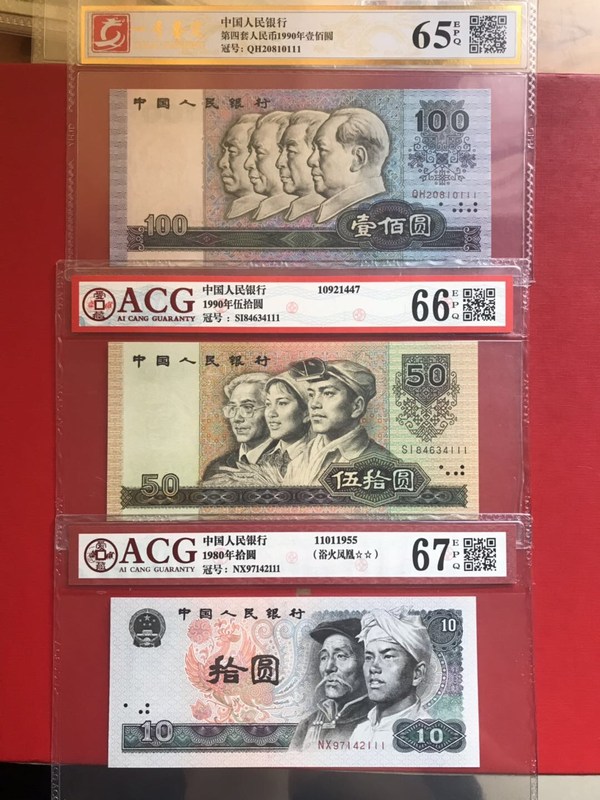 中国人民银行
第四套人民币1990年壹佰圆
冠号: QH20810111
65 EPQ
中国人民银行
100
QH20810111
100
壹佰圆
ACG
AI CANG GUARANTY
中国人民银行 10921447
1990年伍拾圆
冠号: SI84634111
66 EPQ
中国人民银行
50
SI84634111
50
伍拾圆
ACG
AI CANG GUARANTY
中国人民银行 11011955
1980年拾圆 (浴火凤凰☆☆)
冠号: NX97142111
67 EPQ
中国人民银行
10
拾圆
10
NX97142111
10